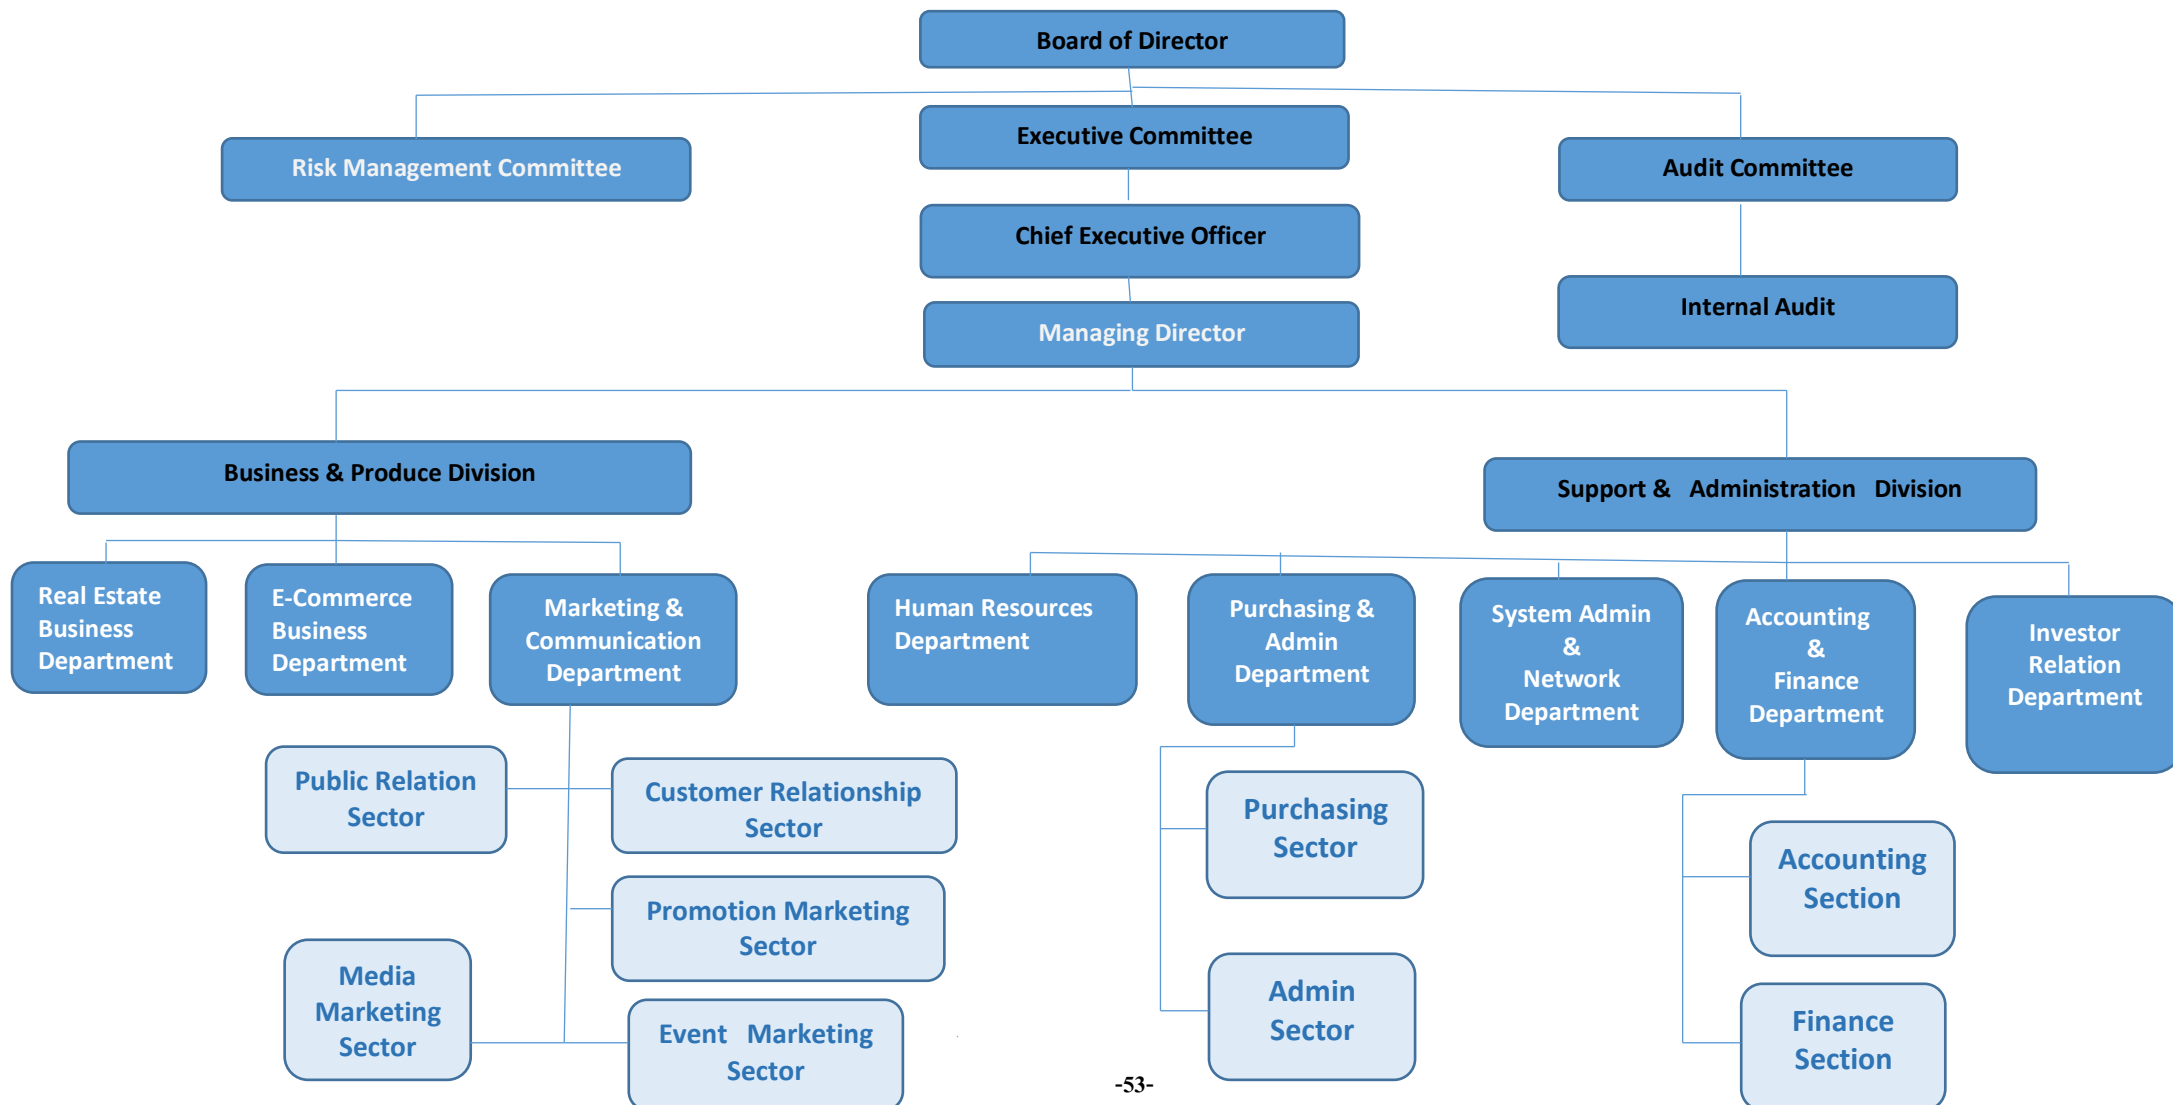 Board of Director
Executive Committee
Risk Management Committee
Audit Committee
Chief Executive Officer
Internal Audit
Managing Director
Business & Produce Division
Support & Administration Division
Real Estate
Business
Department
E-Commerce
Business
Department
Marketing &
Communication
Department
Human Resources
Department
Purchasing &
Admin
Department
System Admin
&
Network
Department
Accounting
&
Finance
Department
Investor
Relation
Department
Public Relation
Sector
Customer Relationship
Sector
Purchasing
Sector
Accounting
Section
Promotion Marketing
Sector
Media
Marketing
Sector
Admin
Sector
Event Marketing
Sector
Finance
Section
-53-